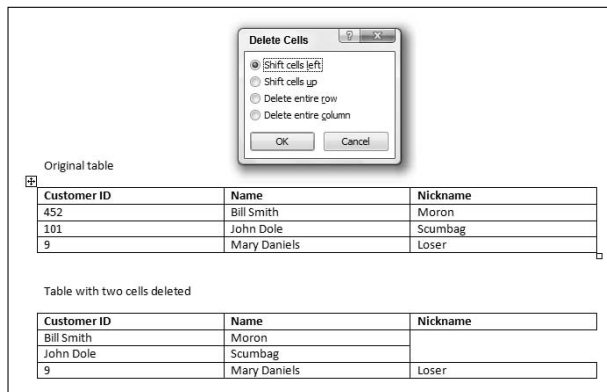 Delete Cells
Shift cells left
Shift cells up
Delete entire row
Delete entire column
OK Cancel
Original table
Customer ID Name Nickname
452 Bill Smith Moron
101 John Dole Scumbag
9 Mary Daniels Loser
Table with two cells deleted
Customer ID Name Nickname
Bill Smith Moron
John Dole Scumbag
9 Mary Daniels Loser